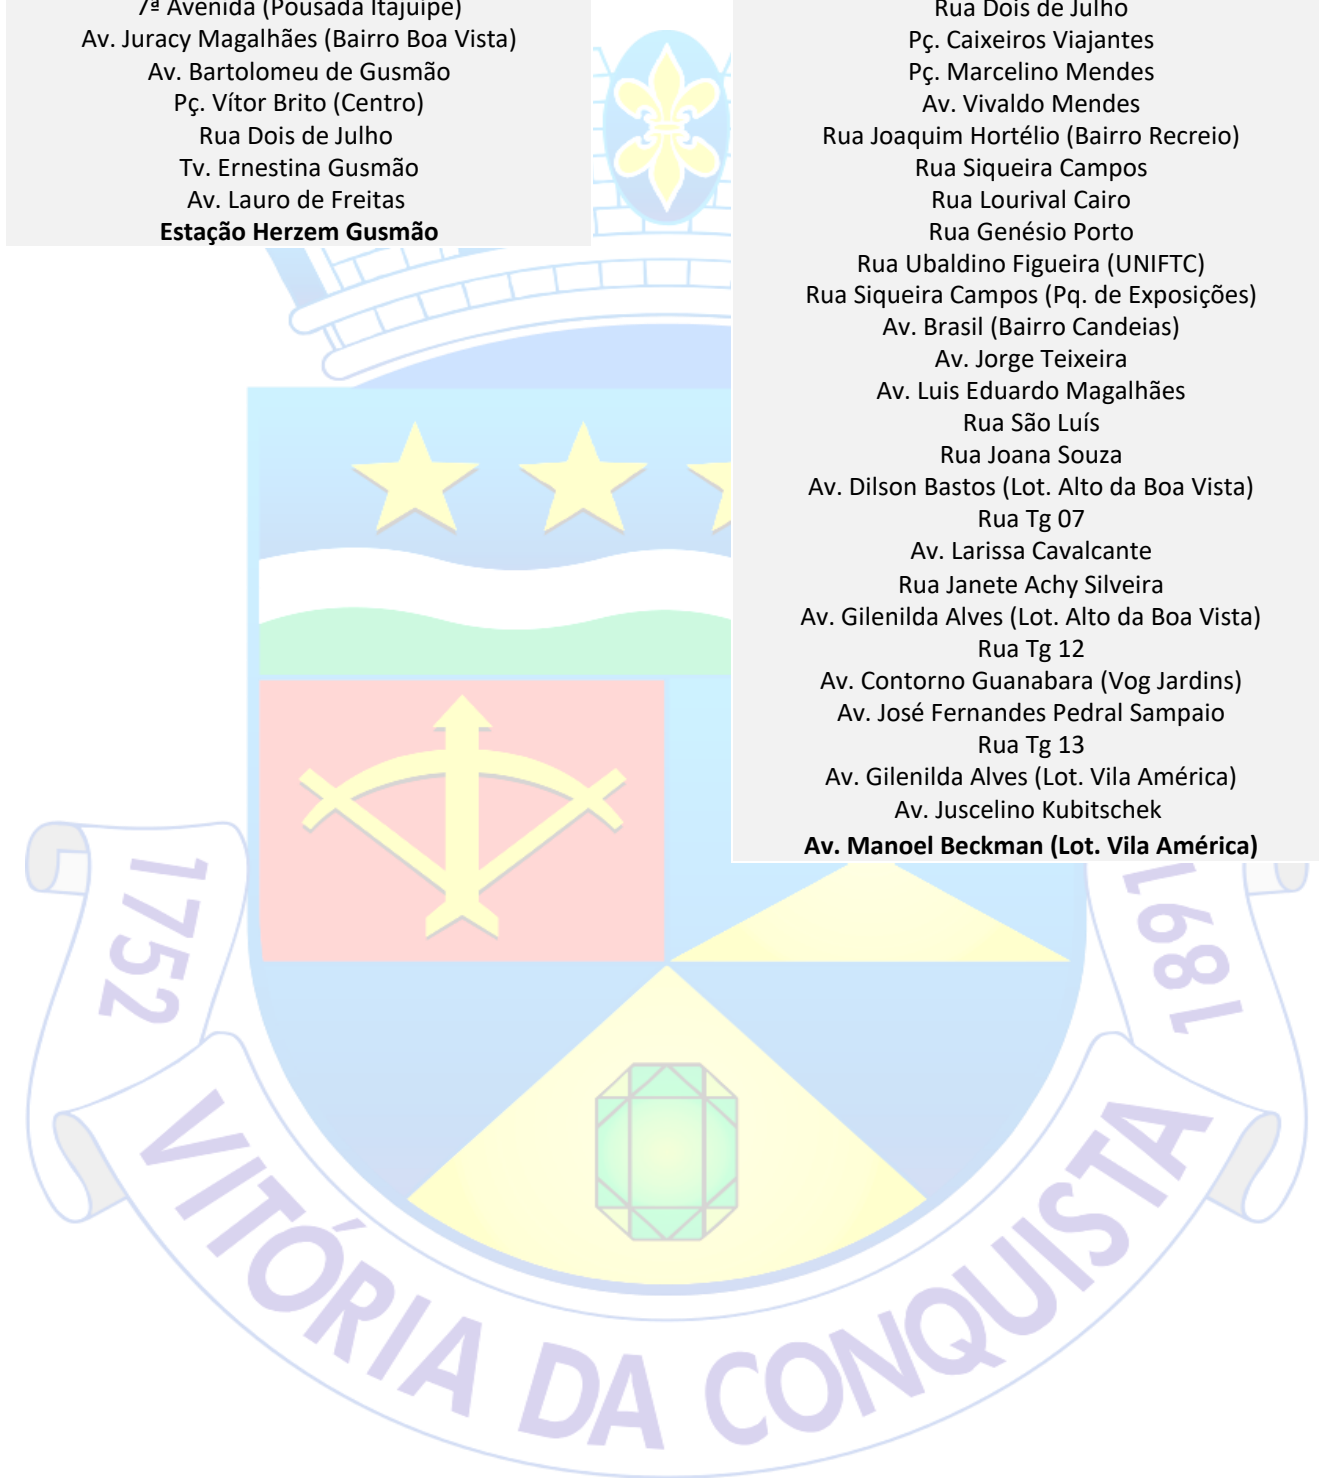 7ª Avenida (Pousada Itajuípe)
Av. Juracy Magalhães (Bairro Boa Vista)
Av. Bartolomeu de Gusmão
Pç. Vítor Brito (Centro)
Rua Dois de Julho
Tv. Ernestina Gusmão
Av. Lauro de Freitas
Estação Herzem Gusmão
Rua Dois de Julho
Pç. Caixeiros Viajantes
Pç. Marcelino Mendes
Av. Vivaldo Mendes
Rua Joaquim Hortélio (Bairro Recreio)
Rua Siqueira Campos
Rua Lourival Cairo
Rua Genésio Porto
Rua Ubaldino Figueira (UNIFTC)
Rua Siqueira Campos (Pq. de Exposições)
Av. Brasil (Bairro Candeias)
Av. Jorge Teixeira
Av. Luis Eduardo Magalhães
Rua São Luís
Rua Joana Souza
Av. Dilson Bastos (Lot. Alto da Boa Vista)
Rua Tg 07
Av. Larissa Cavalcante
Rua Janete Achy Silveira
Av. Gilenilda Alves (Lot. Alto da Boa Vista)
Rua Tg 12
Av. Contorno Guanabara (Vog Jardins)
Av. José Fernandes Pedral Sampaio
Rua Tg 13
Av. Gilenilda Alves (Lot. Vila América)
Av. Juscelino Kubitschek
Av. Manoel Beckman (Lot. Vila América)
1752
1891
VITÓRIA DA CONQUISTA